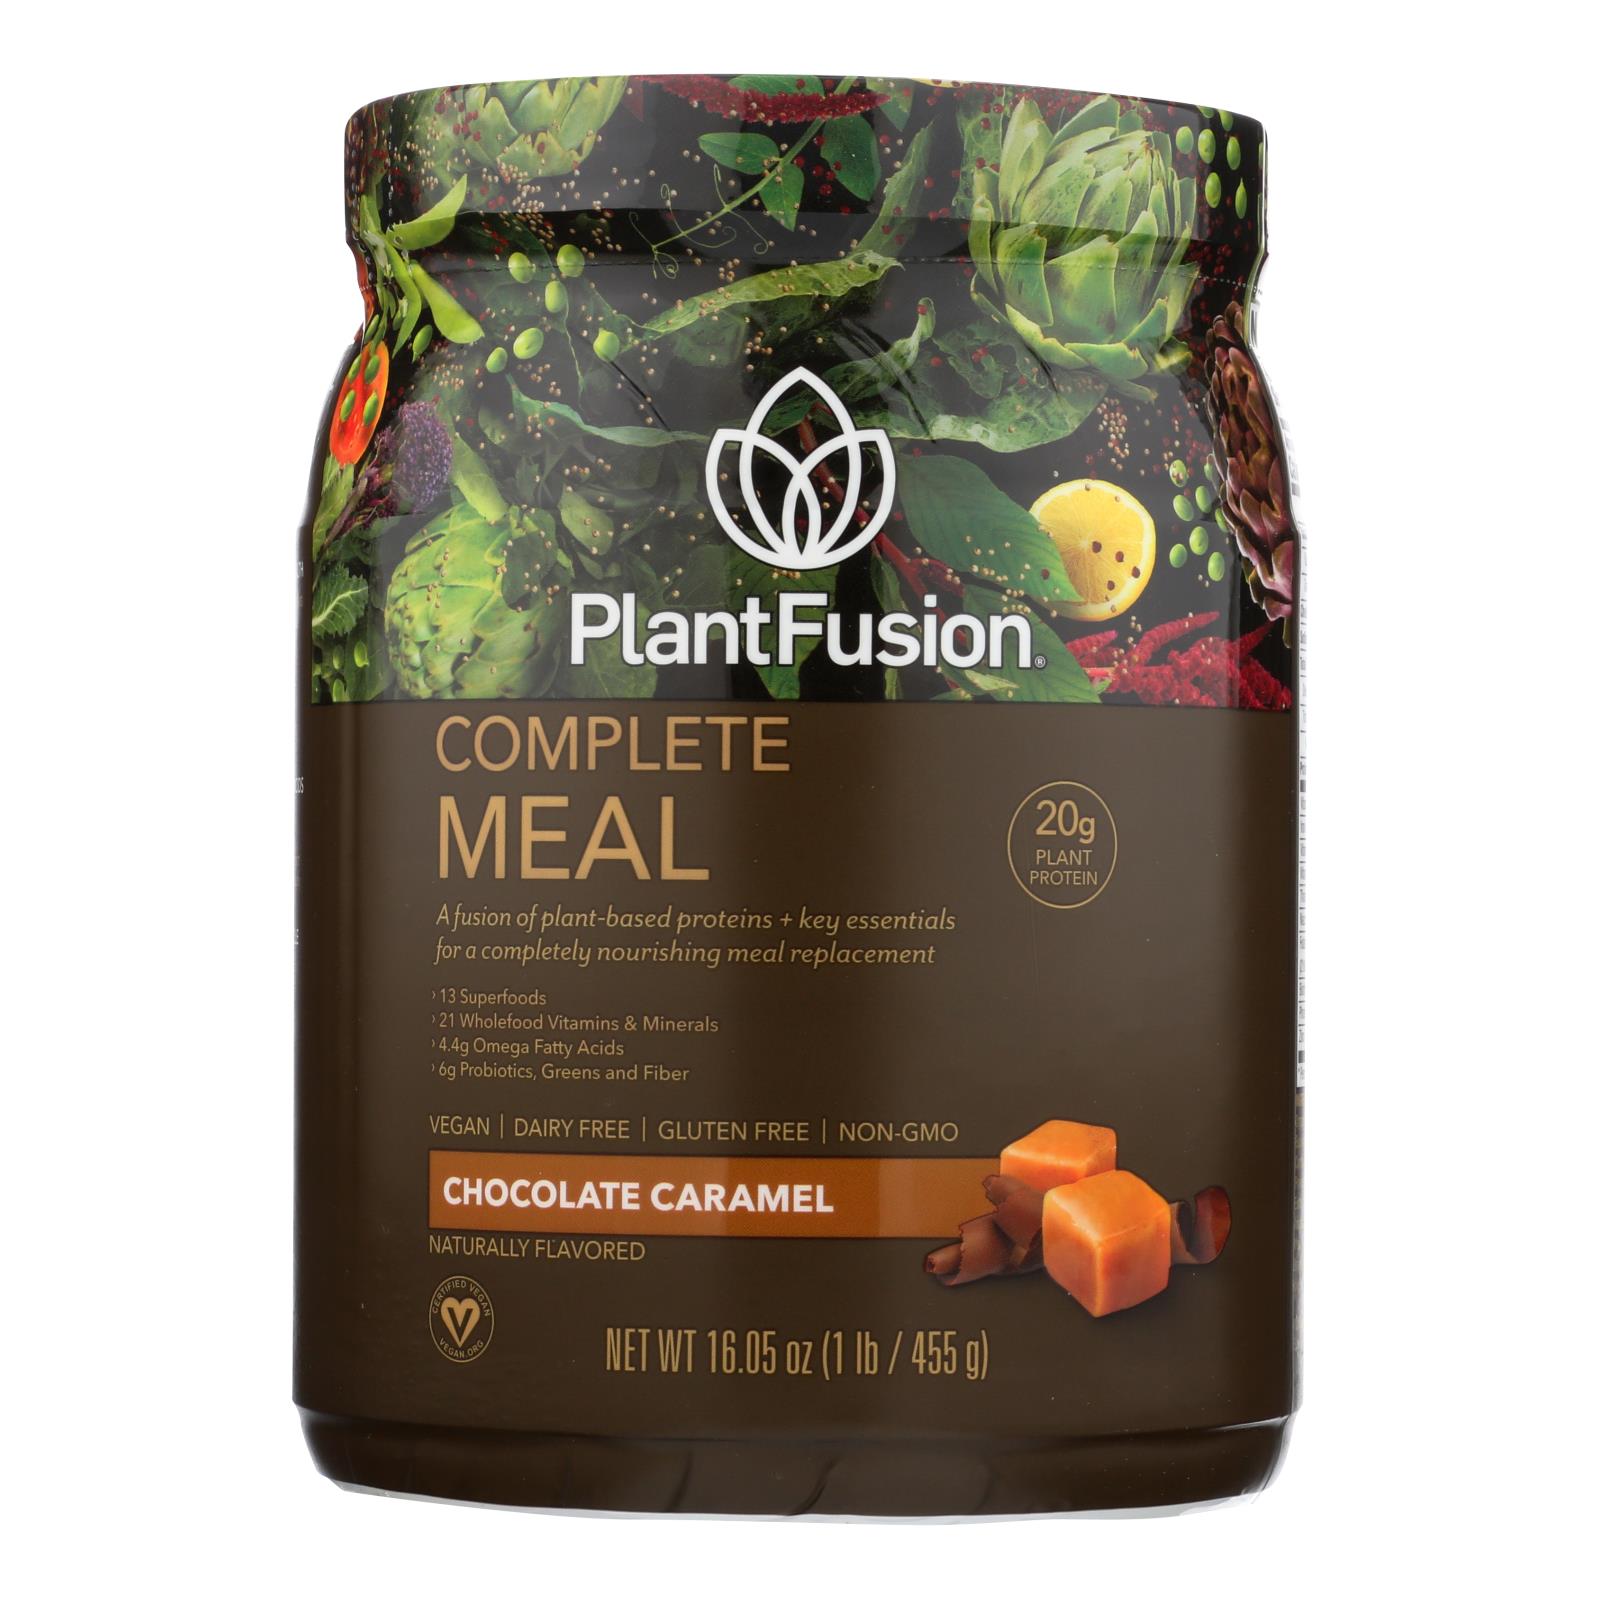 PlantFusion®
COMPLETE
MEAL
20g
PLANT
PROTEIN
A fusion of plant-based proteins + key essentials
for a completely nourishing meal replacement
› 13 Superfoods
› 21 Wholefood Vitamins & Minerals
› 4.4g Omega Fatty Acids
› 6g Probiotics, Greens and Fiber
VEGAN | DAIRY FREE | GLUTEN FREE | NON-GMO
CHOCOLATE CARAMEL
NATURALLY FLAVORED
CERTIFIED VEGAN
VEGAN.ORG
NET WT 16.05 oz (1 lb / 455 g)